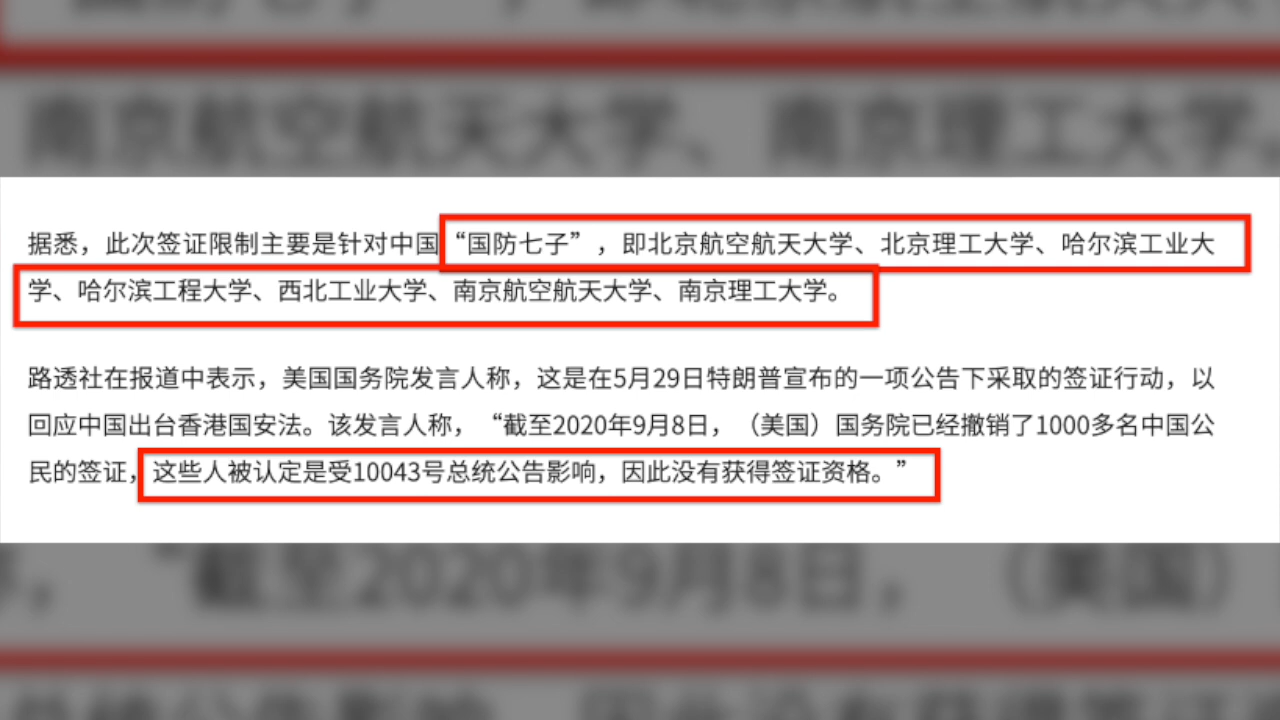 南京航空航天大学、南京理工大学。
据悉，此次签证限制主要是针对中国“国防七子”，即北京航空航天大学、北京理工大学、哈尔滨工业大
学、哈尔滨工程大学、西北工业大学、南京航空航天大学、南京理工大学。
路透社在报道中表示，美国国务院发言人称，这是在5月29日特朗普宣布的一项公告下采取的签证行动，以
回应中国出台香港国安法。该发言人称，“截至2020年9月8日，（美国）国务院已经撤销了1000多名中国公
民的签证，这些人被认定是受10043号总统公告影响，因此没有获得签证资格。”
“截至2020年9月8日，（美国）